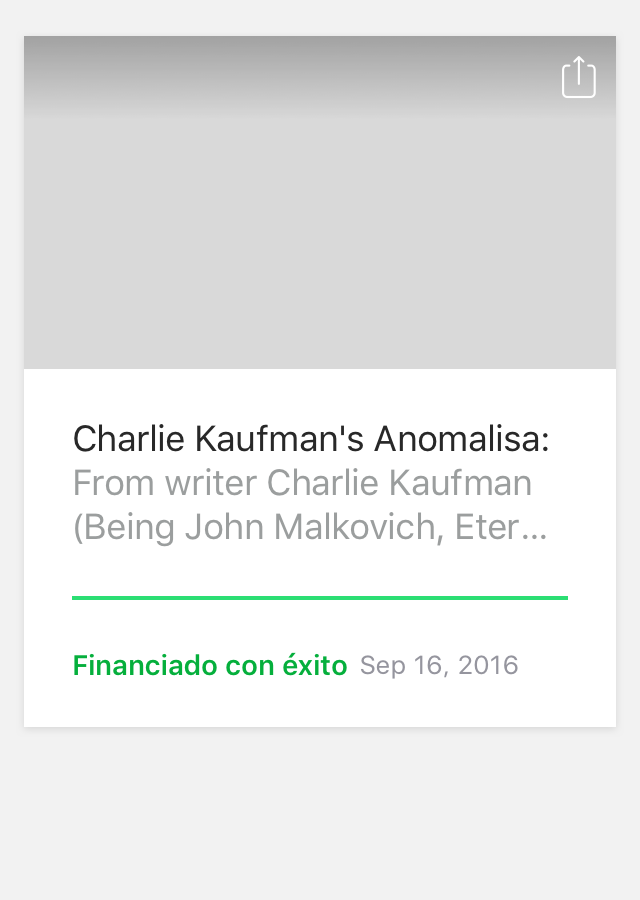 Charlie Kaufman's Anomalisa:
From writer Charlie Kaufman
(Being John Malkovich, Eter...
Financiado con éxito Sep 16, 2016